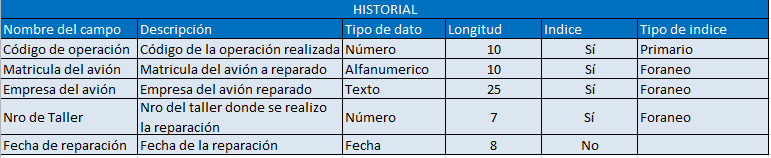 HISTORIAL
Nombre del campo Descripción Tipo de dato Longitud Indice Tipo de indice
Código de operación Código de la operación realizada Número 10 Sí Primario
Matricula del avión Matricula del avión a reparado Alfanumerico 10 Sí Foraneo
Empresa del avión Empresa del avión reparado Texto 25 Sí Foraneo
Nro de Taller Nro del taller donde se realizo la reparación Número 7 Sí Foraneo
Fecha de reparación Fecha de la reparación Fecha 8 No